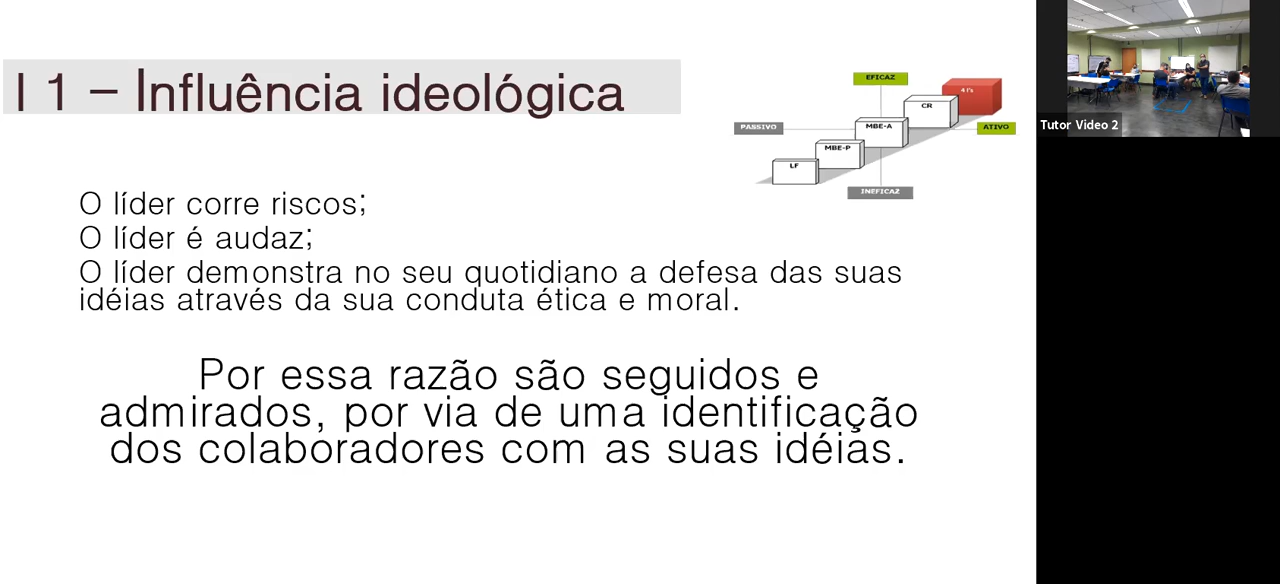 I 1 – Influência ideológica
EFICAZ
4 I's
CR
PASSIVO
MBE-A
ATIVO
MBE-P
LF
INEFICAZ
O líder corre riscos;
O líder é audaz;
O líder demonstra no seu quotidiano a defesa das suas
idéias através da sua conduta ética e moral.
Por essa razão são seguidos e
admirados, por via de uma identificação
dos colaboradores com as suas idéias.
Tutor Video 2